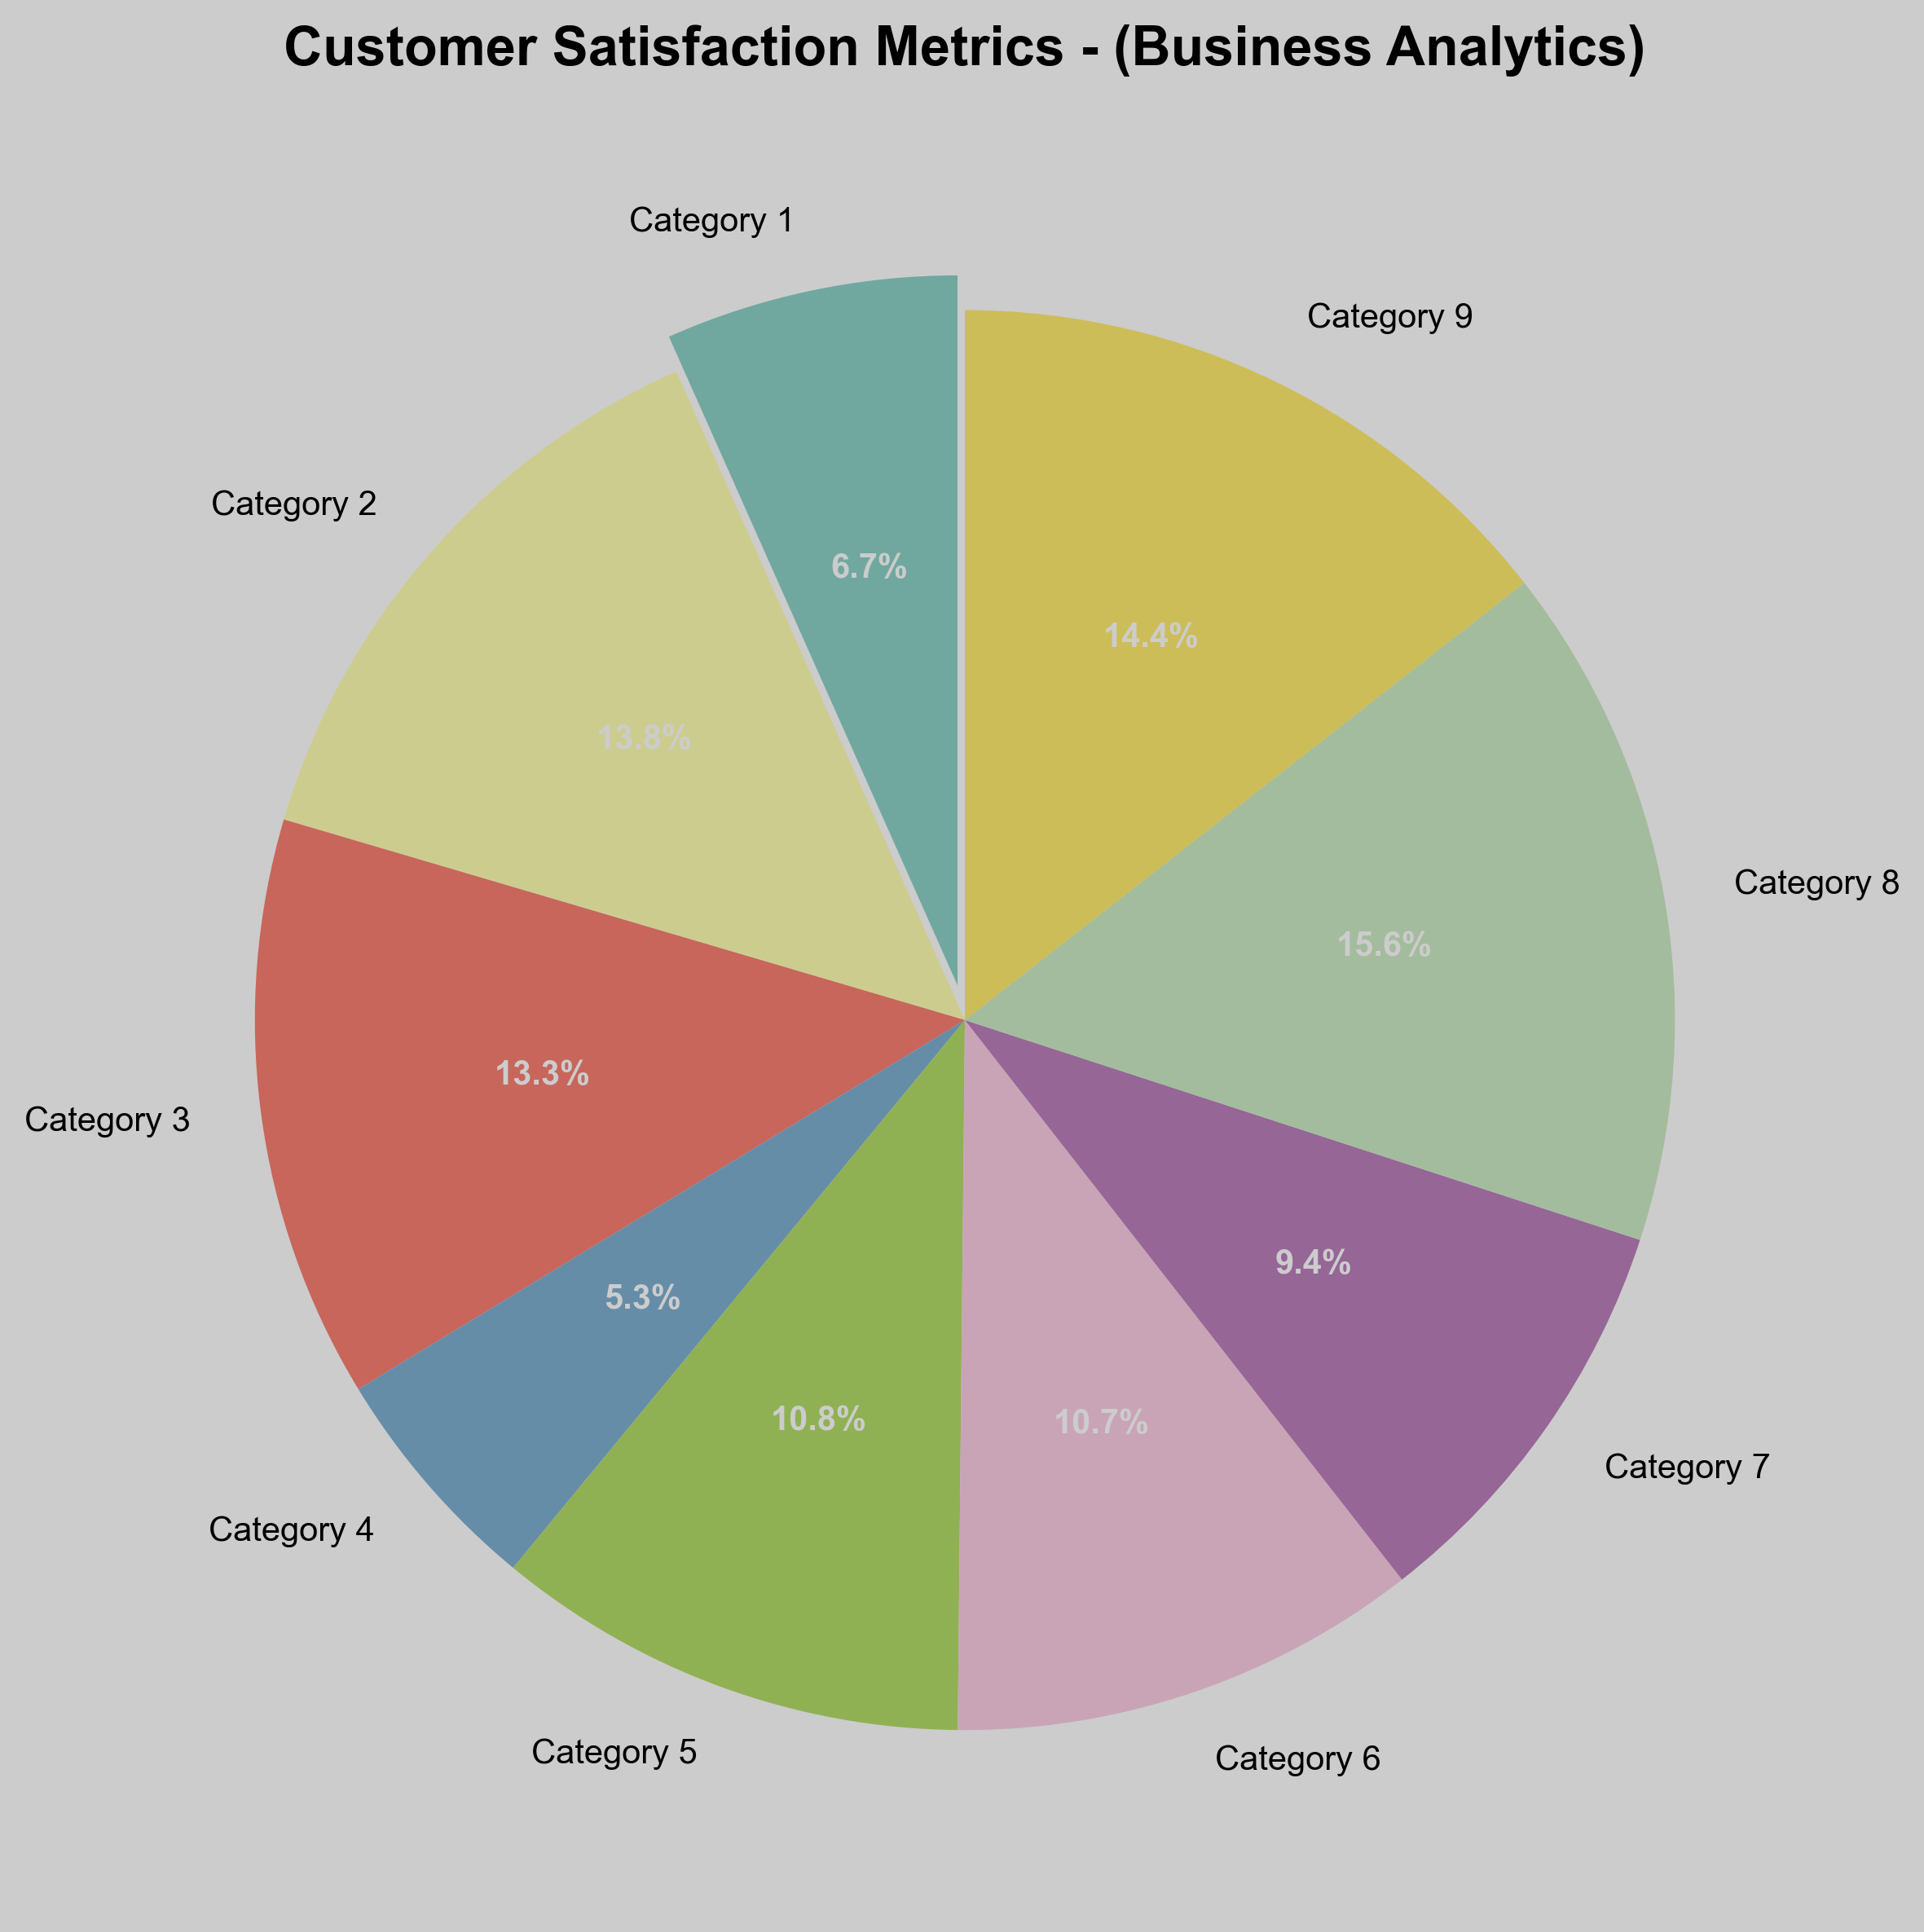 Customer Satisfaction Metrics - (Business Analytics)
Category 1
Category 9
Category 2
6.7%
14.4%
13.8%
Category 8
15.6%
13.3%
Category 3
9.4%
5.3%
10.8%
10.7%
Category 7
Category 4
Category 5
Category 6